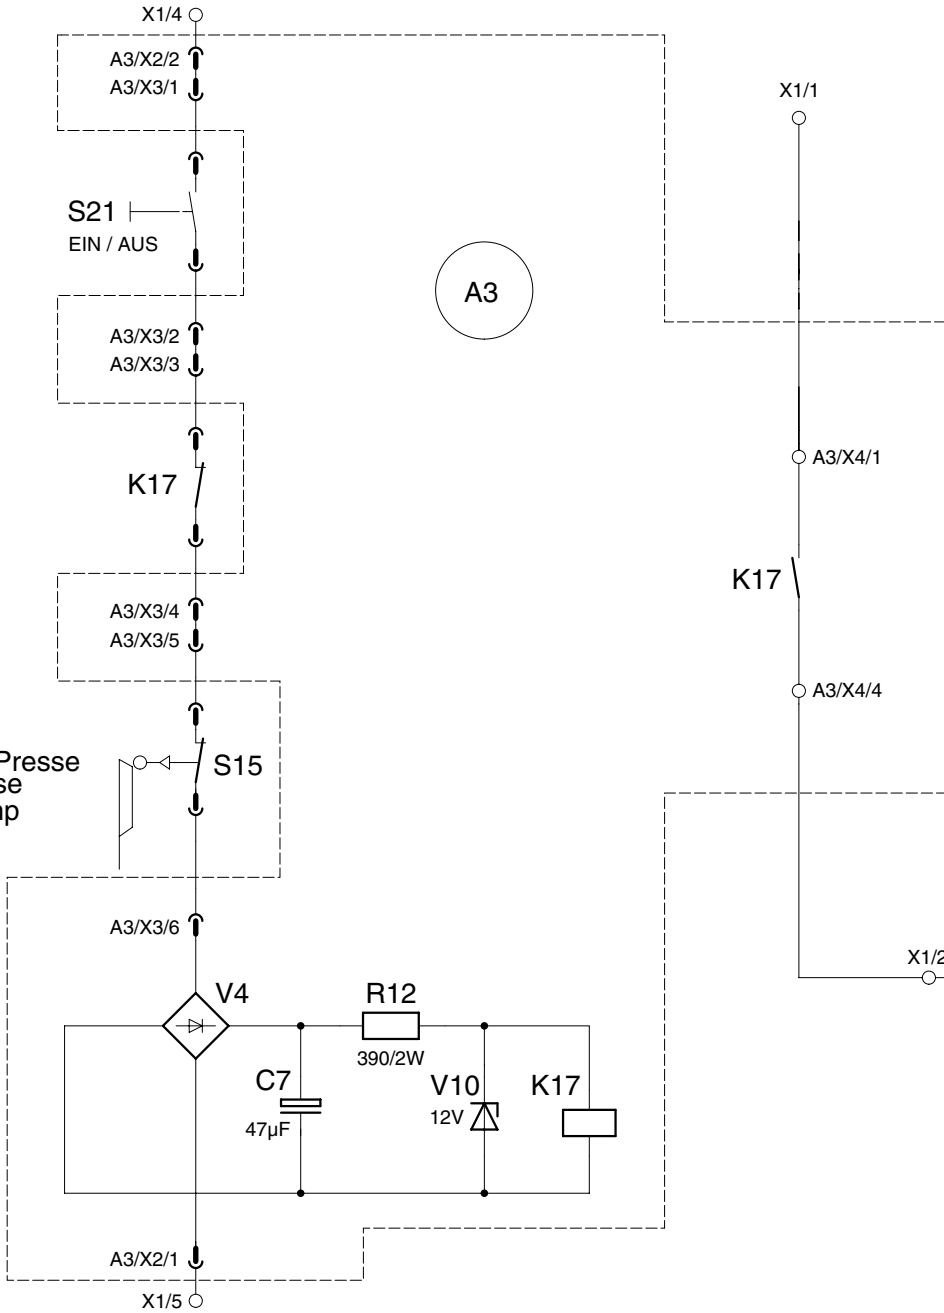 X1/4
A3/X2/2
A3/X3/1
X1/1
S21
EIN / AUS
A3
A3/X3/2
A3/X3/3
A3/X4/1
K17
K17
A3/X3/4
A3/X3/5
A3/X4/4
Presse
S15
A3/X3/6
X1/2
V4
R12
390/2W
C7
V10
K17
47µF
12V
A3/X2/1
X1/5